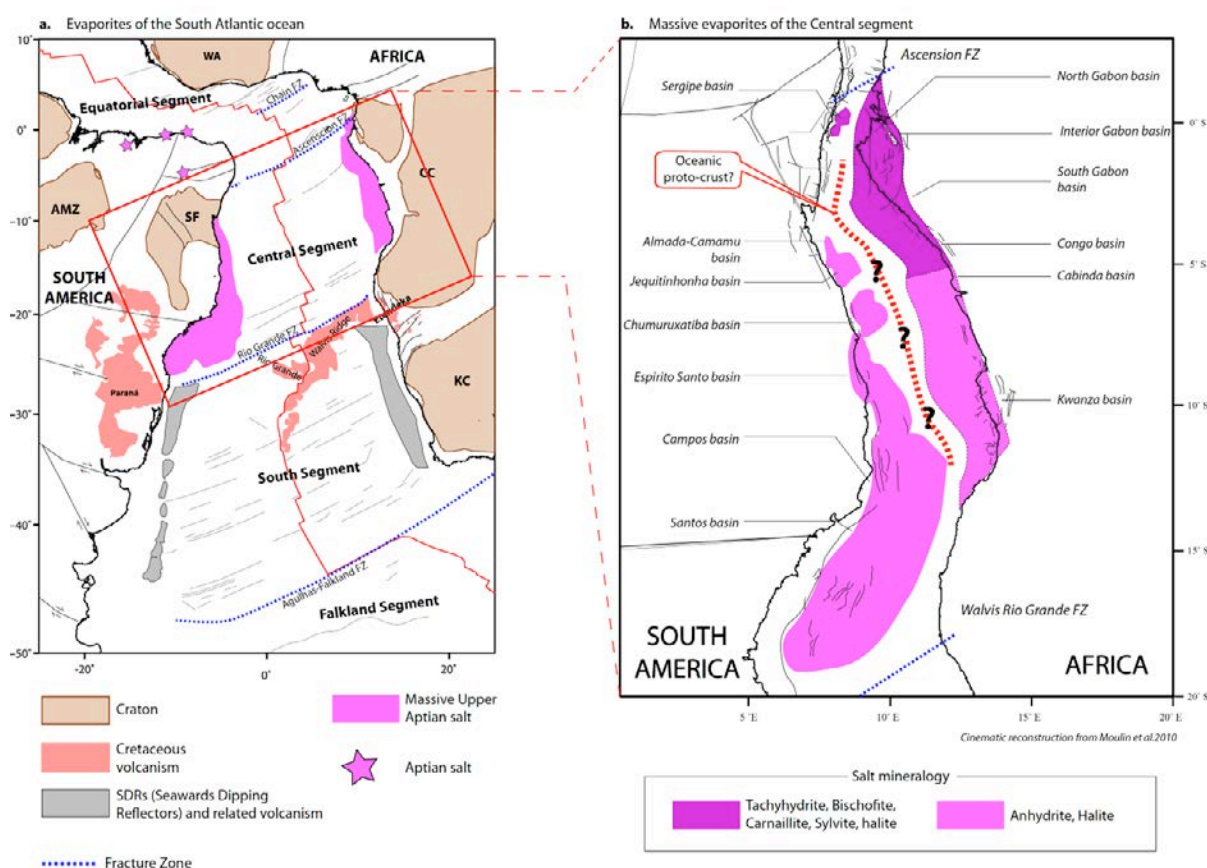 a. Evaporites of the South Atlantic ocean
10°
0°
-10°
-20°
-30°
-40°
-50°
-20°
0°
20°
WA
AFRICA
Equatorial Segment
Chain FZ
Ascenscion FZ
CC
AMZ
SF
Central Segment
SOUTH
AMERICA
Rio Grande FZ
Walvis Ridge
Rio Grande
Paraná
KC
South Segment
Agulhas-Falkland FZ
Falkland Segment
Craton
Cretaceous
volcanism
SDRs (Seawards Dipping
Reflectors) and related volcanism
Fracture Zone
Massive Upper
Aptian salt
Aptian salt
b. Massive evaporites of the Central segment
Ascension FZ
Sergipe basin
North Gabon basin
Interior Gabon basin
Oceanic
proto-crust?
South Gabon
basin
Almada-Camamu
basin
Congo basin
Jequitinhonha basin
Cabinda basin
?
Chumuruxatiba basin
?
Espirito Santo basin
Kwanza basin
?
Campos basin
Santos basin
Walvis Rio Grande FZ
SOUTH
AMERICA
AFRICA
0° S
5° S
10° S
15° S
20° S
5° E
10° E
15° E
20° E
Cinematic reconstruction from Moulin et al.2010
Salt mineralogy
Tachyhydrite, Bischofite,
Carnaillite, Sylvite, halite
Anhydrite, Halite